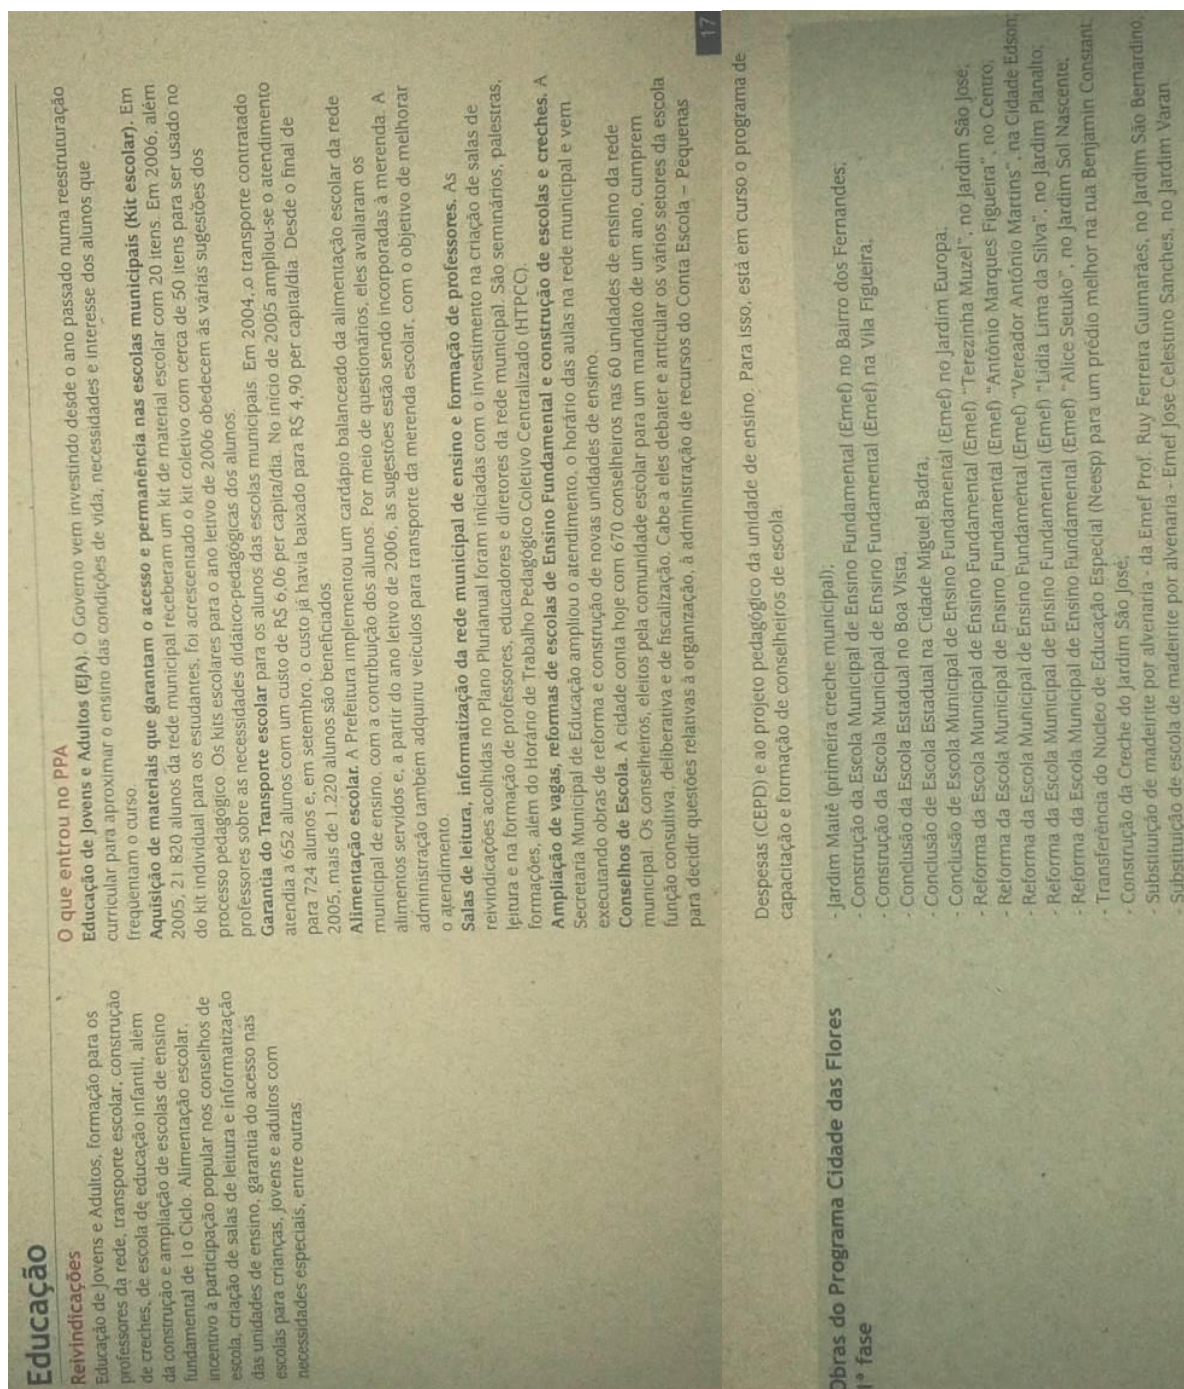 Educação
Reivindicações
Educação de Jovens e Adultos, formação para os
professores da rede, transporte escolar, construção
de creches, de escola de educação infantil, além
da construção e ampliação de escolas de ensino
fundamental de 1o Ciclo. Alimentação escolar,
incentivo à participação popular nos conselhos de
escola, criação de salas de leitura e informatização
das unidades de ensino, garantia do acesso nas
escolas para crianças, jovens e adultos com
necessidades especiais, entre outras.
O que entrou no PPA
Educação de Jovens e Adultos (EJA). O Governo vem investindo desde o ano passado numa reestruturação
curricular para aproximar o ensino das condições de vida, necessidades e interesse dos alunos que
freqüentam o curso.
Aquisição de materiais que garantam o acesso e permanência nas escolas municipais (Kit escolar). Em
2005, 21 820 alunos da rede municipal receberam um kit de material escolar com 20 itens. Em 2006, além
do kit individual para os estudantes, foi acrescentado o kit coletivo com cerca de 50 itens para ser usado no
processo pedagógico. Os kits escolares para o ano letivo de 2006 obedecem às várias sugestões dos
professores sobre as necessidades didático-pedagógicas dos alunos.
Garantia do Transporte escolar para os alunos das escolas municipais. Em 2004, o transporte contratado
atendia a 652 alunos com um custo de R$ 6,06 per capita/dia. No início de 2005 ampliou-se o atendimento
para 724 alunos e, em setembro, o custo já havia baixado para R$ 4,90 per capita/dia. Desde o final de
2005, mais de 1 220 alunos são beneficiados
Alimentação escolar. A Prefeitura implementou um cardápio balanceado da alimentação escolar da rede
municipal de ensino, com a contribuição dos alunos. Por meio de questionários, eles avaliaram os
alimentos servidos e, a partir do ano letivo de 2006, as sugestões estão sendo incorporadas à merenda. A
administração também adquiriu veículos para transporte da merenda escolar, com o objetivo de melhorar
o atendimento.
Salas de leitura, informatização da rede municipal de ensino e formação de professores. As
reivindicações acolhidas no Plano Plurianual foram iniciadas com o investimento na criação de salas de
leitura e na formação de professores, educadores e diretores da rede municipal. São seminários, palestras,
formações, além do Horário de Trabalho Pedagógico Coletivo Centralizado (HTPCC).
Ampliação de vagas, reformas de escolas de Ensino Fundamental e construção de escolas e creches. A
Secretaria Municipal de Educação ampliou o atendimento, o horário das aulas na rede municipal e vem
executando obras de reforma e construção de novas unidades de ensino.
Conselhos de Escola. A cidade conta hoje com 670 conselheiros nas 60 unidades de ensino da rede
municipal. Os conselheiros, eleitos pela comunidade escolar para um mandato de um ano, cumprem
função consultiva, deliberativa e de fiscalização. Cabe a eles debater e articular os vários setores da escola
para decidir questões relativas à organização, à administração de recursos do Conta Escola – Pequenas
17
Despesas (CEPD) e ao projeto pedagógico da unidade de ensino. Para isso, está em curso o programa de
capacitação e formação de conselheiros de escola.
Obras do Programa Cidade das Flores
1ª fase
- Jardim Maitê (primeira creche municipal);
- Construção da Escola Municipal de Ensino Fundamental (Emef) no Bairro dos Fernandes;
- Construção da Escola Municipal de Ensino Fundamental (Emef) na Vila Figueira;
- Conclusão da Escola Estadual no Boa Vista;
- Conclusão de Escola Estadual na Cidade Miguel Badra;
- Conclusão de Escola Municipal de Ensino Fundamental (Emef) no Jardim Europa;
- Reforma da Escola Municipal de Ensino Fundamental (Emef) "Terezinha Muzel", no Jardim São José;
- Reforma da Escola Municipal de Ensino Fundamental (Emef) "Antônio Marques Figueira", no Centro;
- Reforma da Escola Municipal de Ensino Fundamental (Emef) "Vereador Antônio Martins", na Cidade Edson;
- Reforma da Escola Municipal de Ensino Fundamental (Emef) "Lídia Lima da Silva", no Jardim Planalto;
- Reforma da Escola Municipal de Ensino Fundamental (Emef) "Alice Setuko", no Jardim Sol Nascente;
- Transferência do Núcleo de Educação Especial (Neesp) para um prédio melhor na rua Benjamin Constant;
- Construção da Creche do Jardim São José;
- Substituição de madeirite por alvenaria - da Emef Prof. Ruy Ferreira Guimarães, no Jardim São Bernardino;
- Substituição de escola de madeirite por alvenaria - Emef José Celestino Sanches, no Jardim Varan